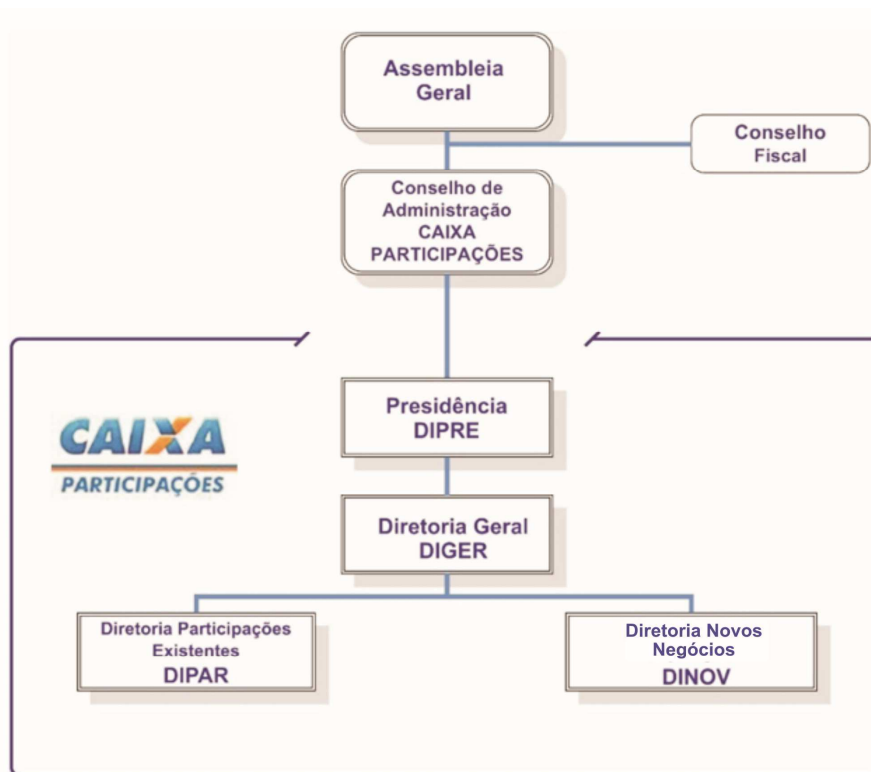 Assembleia
Geral
Conselho
Fiscal
Conselho de
Administração
CAIXA
PARTICIPAÇÕES
Presidência
DIPRE
CAIXA
PARTICIPAÇÕES
Diretoria Geral
DIGER
Diretoria Participações
Existentes
DIPAR
Diretoria Novos
Negócios
DINOV